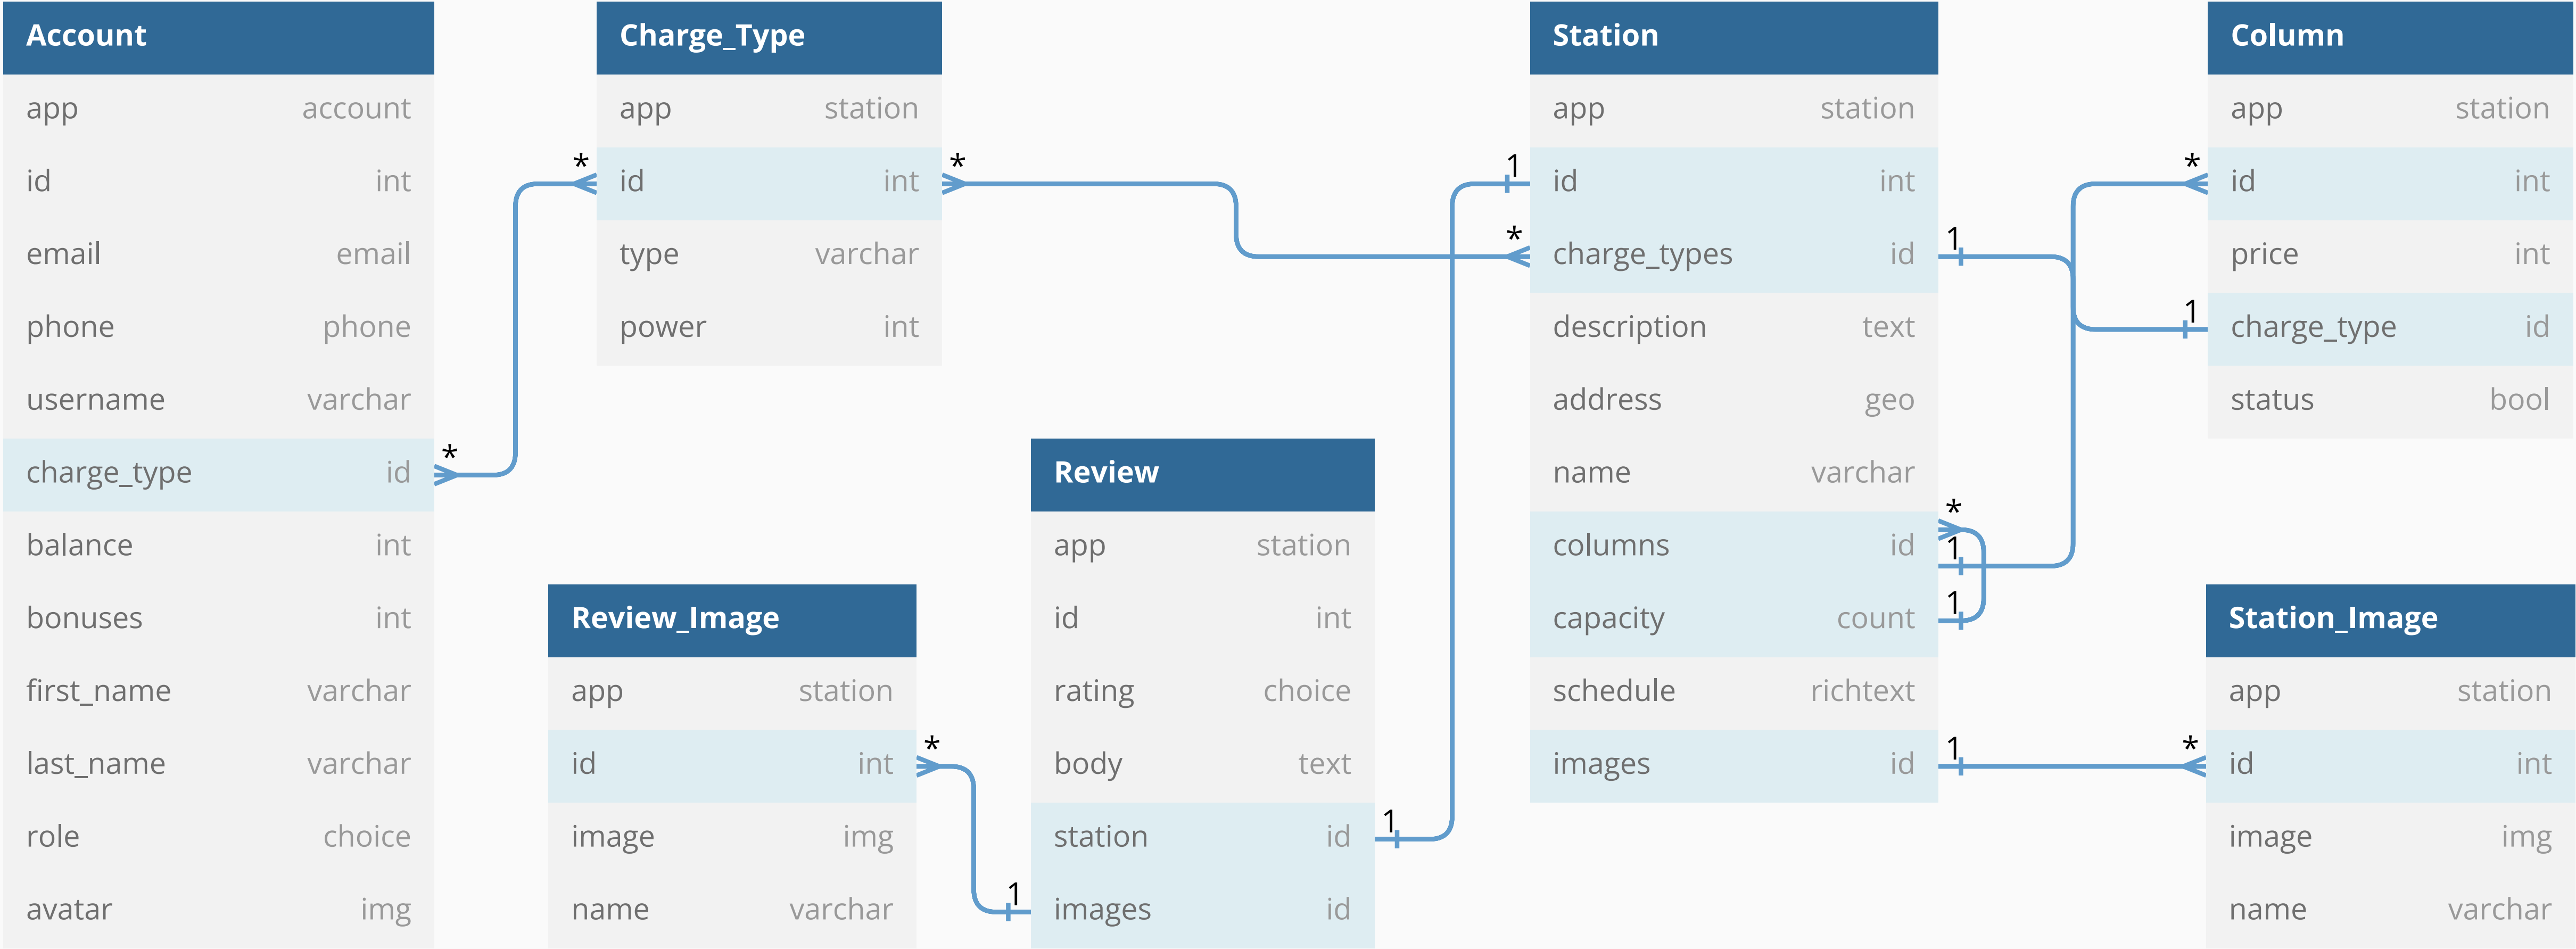 Account
app account
id int
email email
phone phone
username varchar
* charge_type id
balance int
bonuses int
first_name varchar
last_name varchar
role choice
avatar img
Charge_Type
app station
* id int *
type varchar
power int
Review_Image
app station
id int *
image img
name varchar
Review
app station
id int
rating choice
body text
station id 1
1 images id
Station
app station
1 id int
* charge_types id 1
description text
address geo
name varchar
*
columns id 1
capacity count 1
schedule richtext
images id 1
Column
app station
* id int
price int
1 charge_type id
status bool
Station_Image
app station
* id int
image img
name varchar